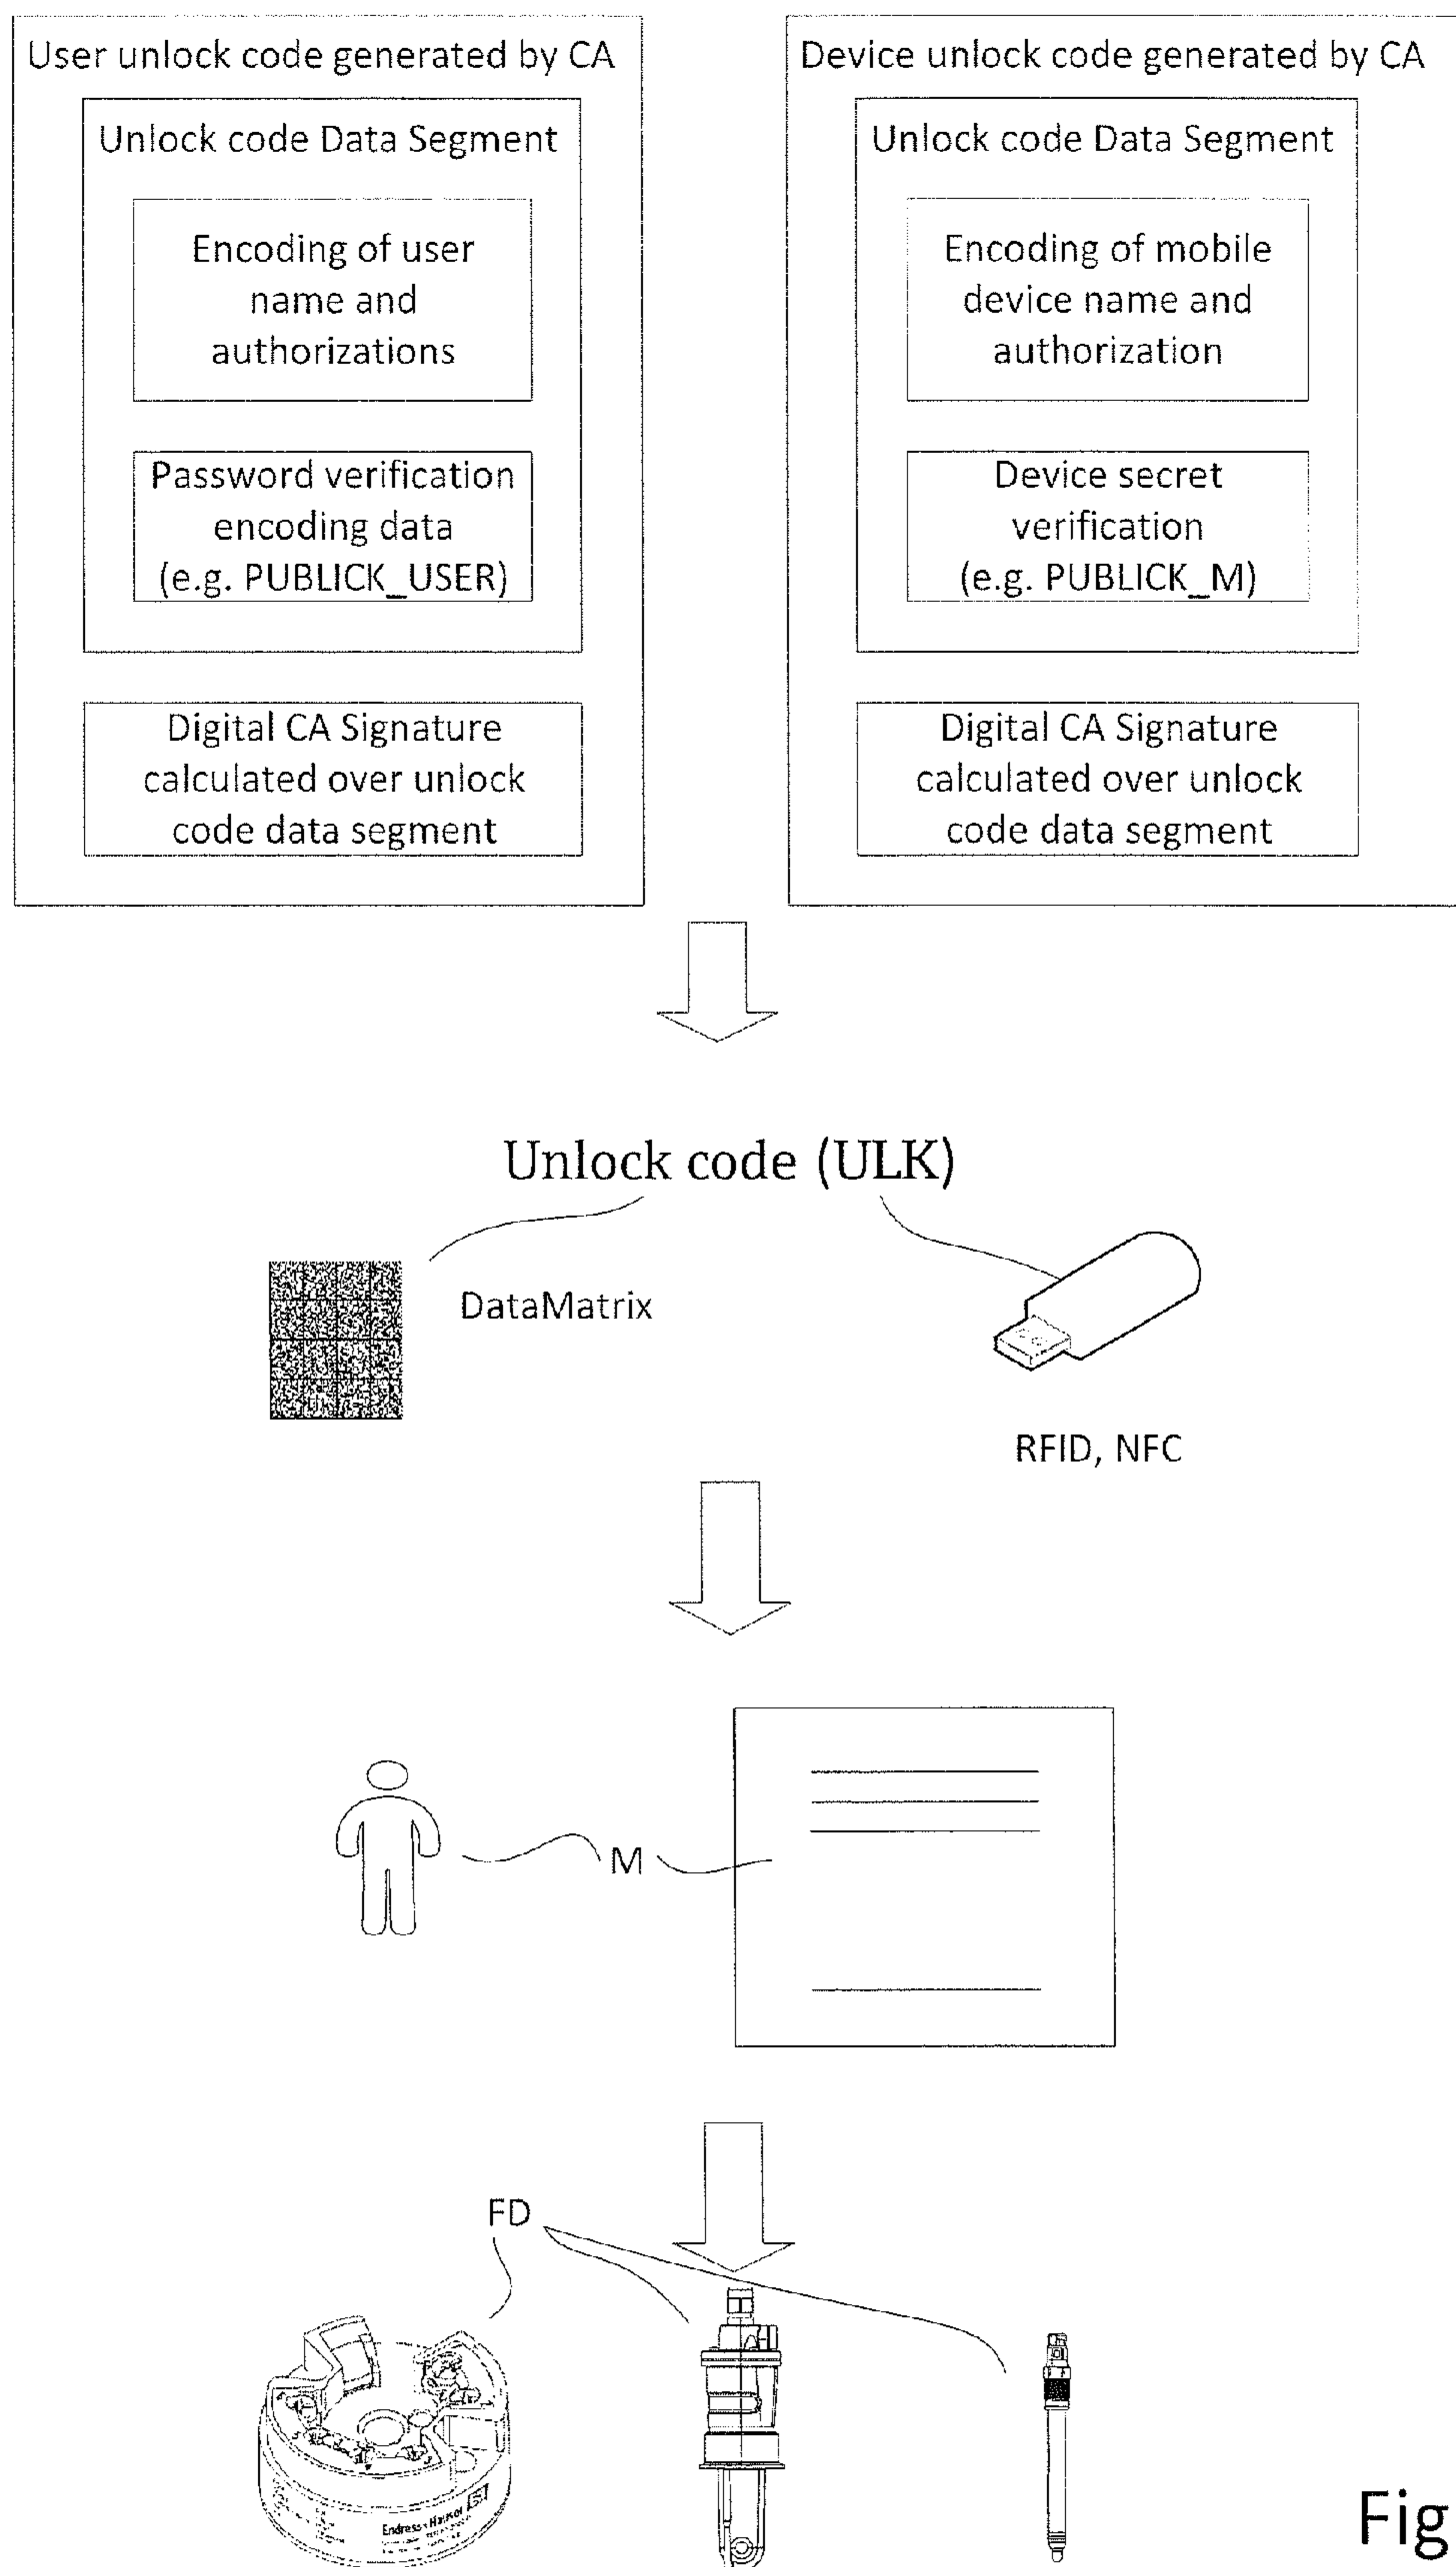 User unlock code generated by CA
Unlock code Data Segment
Encoding of user
name and
authorizations
Password verification
encoding data
(e.g. PUBLICK_USER)
Digital CA Signature
calculated over unlock
code data segment
Device unlock code generated by CA
Unlock code Data Segment
Encoding of mobile
device name and
authorization
Device secret
verification
(e.g. PUBLICK_M)
Digital CA Signature
calculated over unlock
code data segment
Unlock code (ULK)
DataMatrix
RFID, NFC
M
FD
Endress+Hauser
Fig